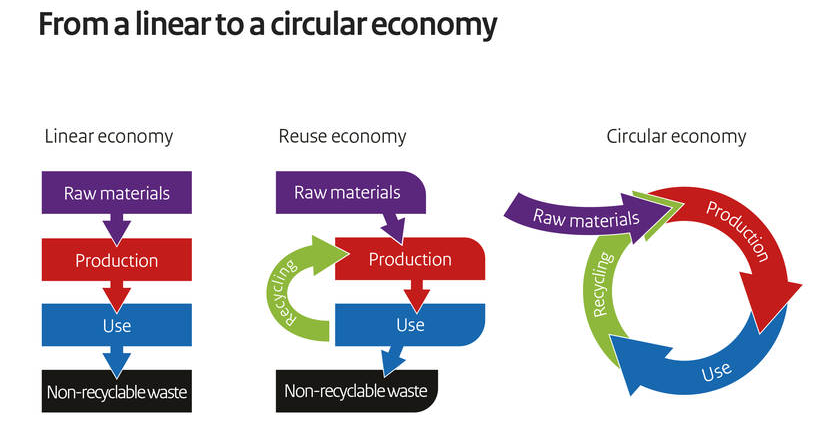 From a linear to a circular economy
Linear economy
Raw materials
Production
Use
Non-recyclable waste
Reuse economy
Raw materials
Recycling
Production
Use
Non-recyclable waste
Circular economy
Raw materials
Production
Use
Recycling